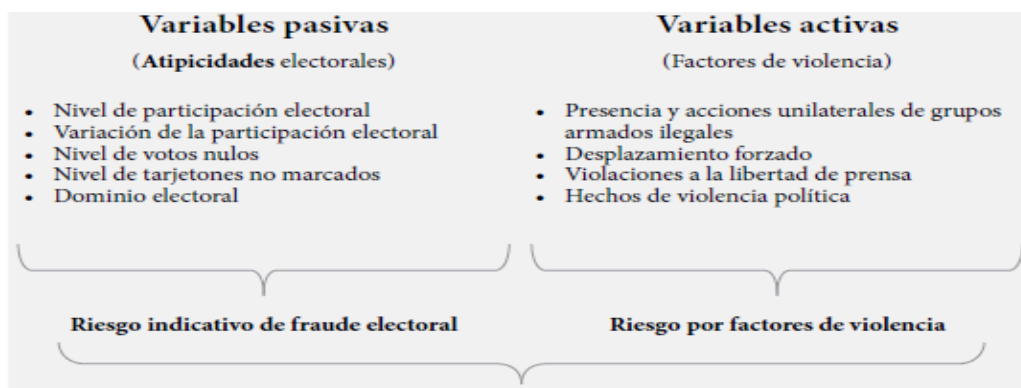 Variables pasivas
(Atipicidades electorales)
• Nivel de participación electoral
• Variación de la participación electoral
• Nivel de votos nulos
• Nivel de tarjetones no marcados
• Dominio electoral
Riesgo indicativo de fraude electoral
Variables activas
(Factores de violencia)
• Presencia y acciones unilaterales de grupos
armados ilegales
• Desplazamiento forzado
• Violaciones a la libertad de prensa
• Hechos de violencia política
Riesgo por factores de violencia